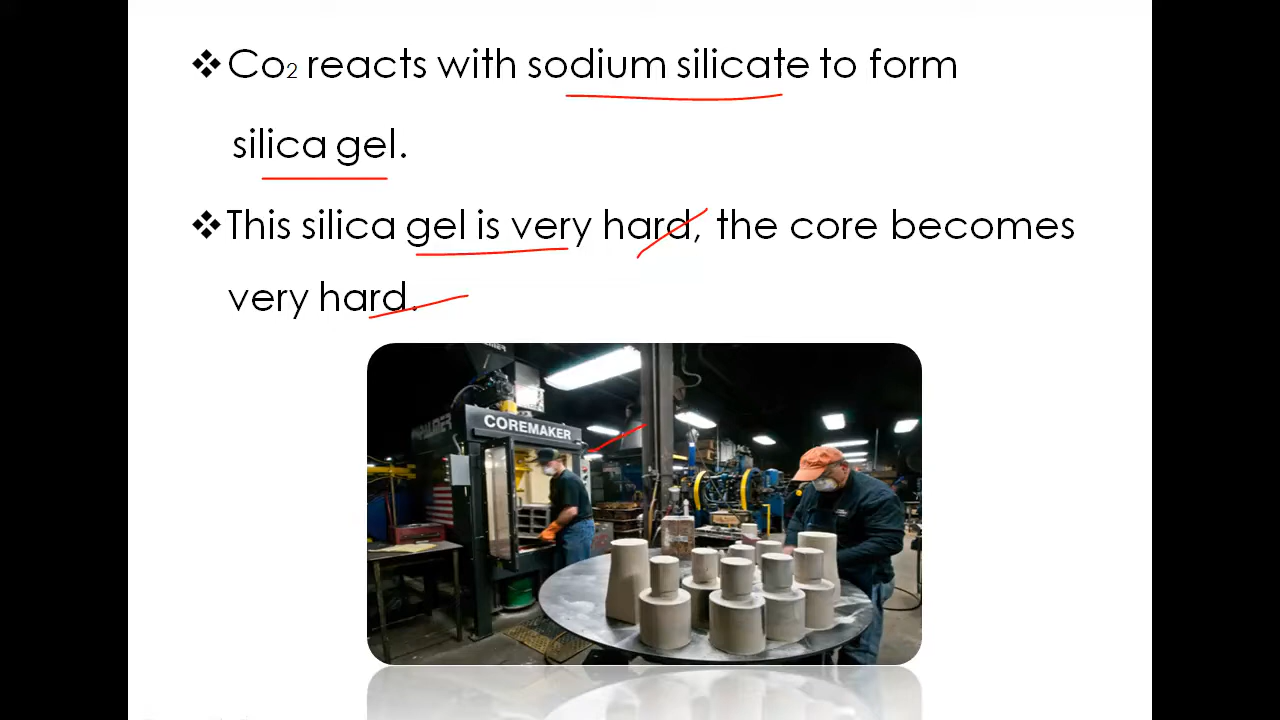 ❖Co₂ reacts with sodium silicate to form
silica gel.
❖This silica gel is very hard, the core becomes
very hard.
COREMAKER